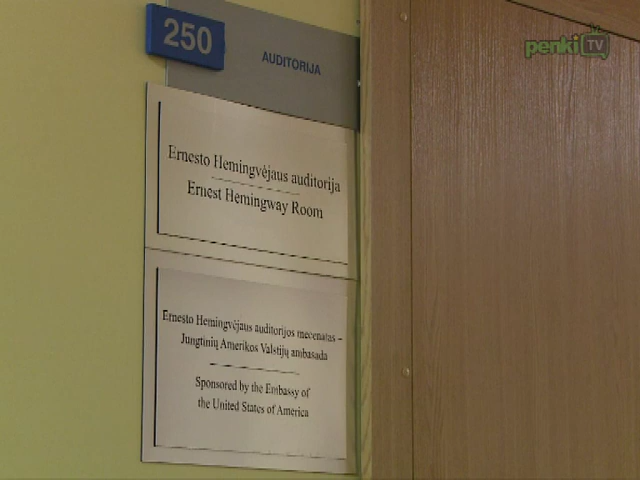 250
AUDITORIJA
penki TV
Ernesto Hemingvėjaus auditorija
Ernest Hemingway Room
Ernesto Hemingvėjaus auditorijos mecenatas –
Jungtinių Amerikos Valstijų ambasada
Sponsored by the Embassy of
the United States of America